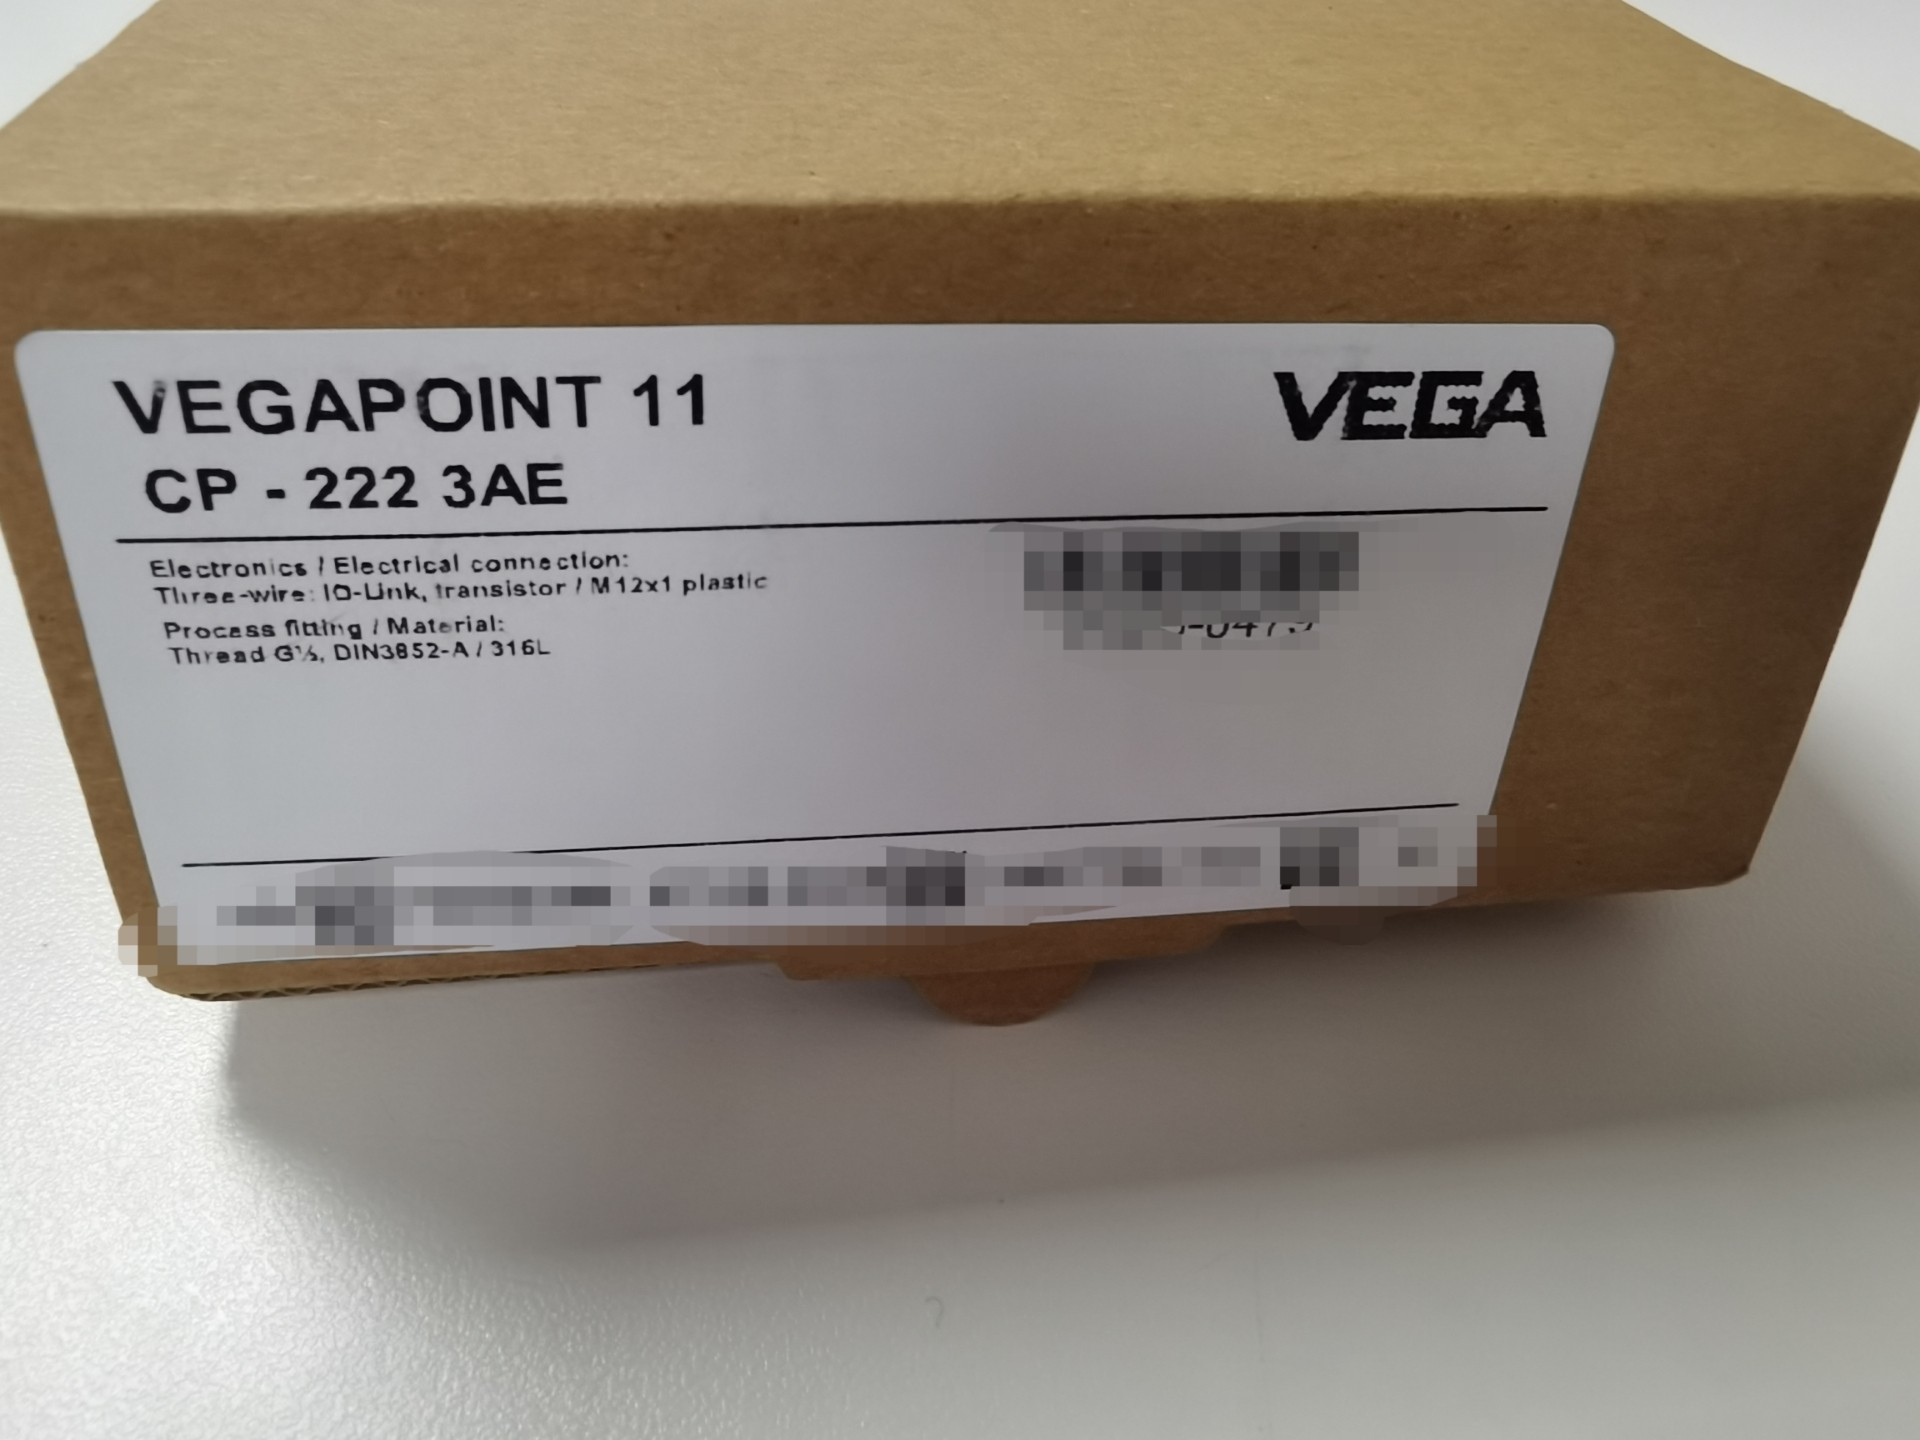 VEGAPOINT 11
VEGA
CP - 222 3AE
Electronics / Electrical connection:
Three-wire: IO-Link, transistor / M12x1 plastic
Process fitting / Material:
Thread G½, DIN3852-A / 316L